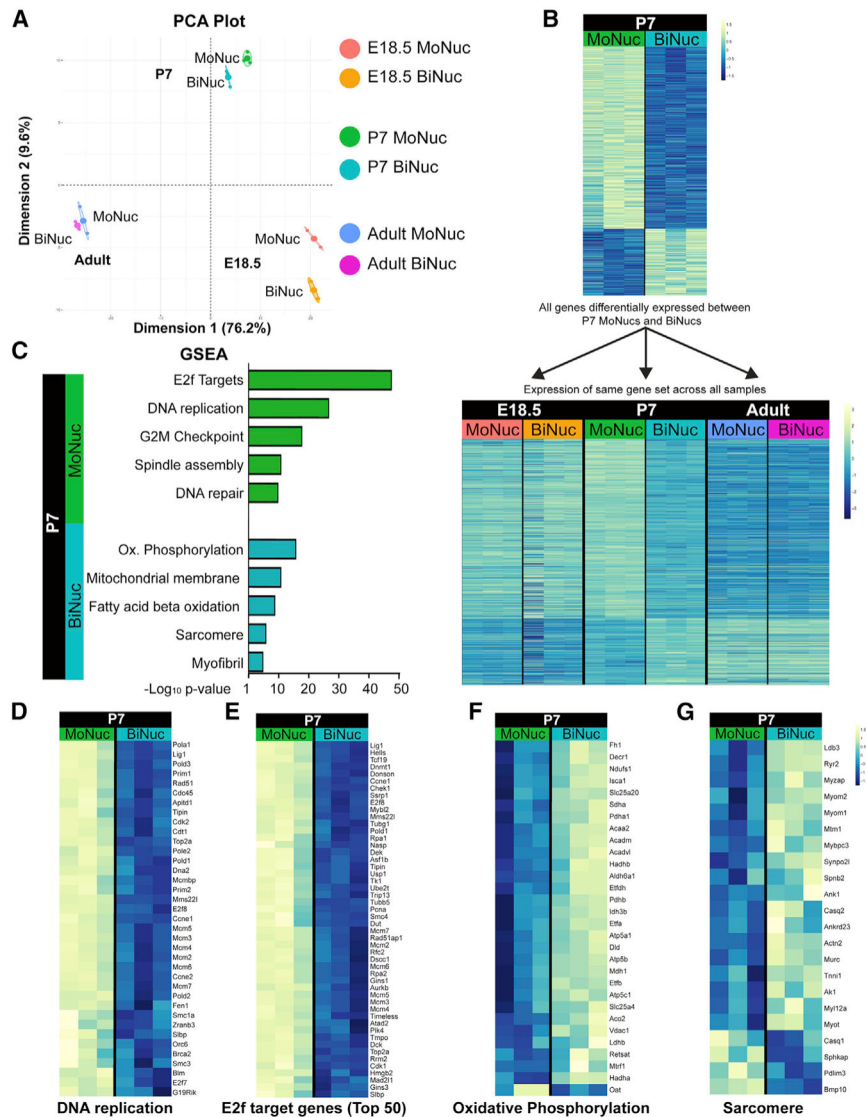 A
PCA Plot
MoNuc
P7
BiNuc
Dimension 2 (9.6%)
MoNuc
BiNuc
Adult
MoNuc
E18.5
BiNuc
Dimension 1 (76.2%)
E18.5 MoNuc
E18.5 BiNuc
P7 MoNuc
P7 BiNuc
Adult MoNuc
Adult BiNuc
B
P7
MoNuc BiNuc
All genes differentially expressed between
P7 MoNucs and BiNucs
Expression of same gene set across all samples
E18.5 P7 Adult
MoNuc BiNuc MoNuc BiNuc MoNuc BiNuc
C
GSEA
P7
MoNuc
BiNuc
E2f Targets
DNA replication
G2M Checkpoint
Spindle assembly
DNA repair
Ox. Phosphorylation
Mitochondrial membrane
Fatty acid beta oxidation
Sarcomere
Myofibril
-Log₁₀ p-value 1 10 20 30 40 50
D
P7
MoNuc BiNuc
Pola1
Lig1
Pold3
Prim1
Rad51
Cdo45
Apitd1
Tipin
Cdk2
Cdt1
Top2a
Pole2
Pold1
Dna2
Mcmbp
Prim2
Mms22l
E2f8
Ccne1
Mcm5
Mcm3
Mcm4
Mcm2
Mcm6
Ccne2
Mcm7
Pold2
Fen1
Smc1a
Zranb3
Slbp
Orc6
Brca2
Smc3
Blm
E2f7
G19Rik
DNA replication
E
P7
MoNuc BiNuc
Lig1
Hells
Tcf19
Dnmt1
Donson
Ccne1
Chek1
Ssrp1
E2f8
Mybl2
Mms22l
Tubg1
Pold1
Rpa1
Nasp
Dek
Asf1b
Tipin
Usp1
Tk1
Ube2t
Trip13
Tubb5
Pcna
Smc4
Dut
Mcm7
Rad51ap1
Mcm2
Rfc2
Dscc1
Mcm6
Rpa2
Gins1
Aurkb
Mcm5
Mcm3
Mcm4
Timeless
Atad2
Plk4
Tmpo
Dck
Top2a
Rrm2
Cdk1
Hmgb2
Mad2l1
Gins3
Slbp
E2f target genes (Top 50)
F
P7
MoNuc BiNuc
Fh1
Decr1
Ndufs1
Isca1
Slc25a20
Sdha
Pdha1
Acaa2
Acadm
Acadvl
Hadhb
Aldh6a1
Etfdh
Pdhb
Idh3b
Etfa
Atp5a1
Dld
Atp5b
Mdh1
Etfb
Atp5c1
Slc25a4
Aco2
Vdac1
Ldhb
Retsat
Mtrf1
Hadha
Oat
Oxidative Phosphorylation
G
P7
MoNuc BiNuc
Ldb3
Ryr2
Myzap
Myom2
Myom1
Mtm1
Mybpc3
Synpo2l
Spnb2
Ank1
Casq2
Ankrd23
Actn2
Murc
Tnni1
Ak1
Myl12a
Myot
Casq1
Sphkap
Pdlim3
Bmp10
Sarcomere